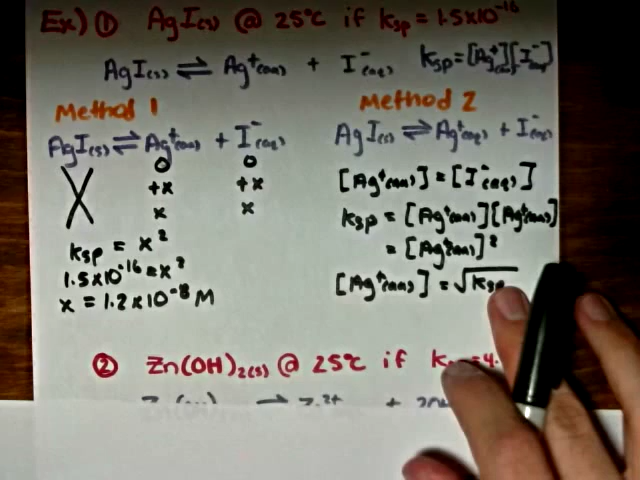 Ex) ① AgI(s) @ 25°C if Ksp = 1.5x10⁻¹⁶
AgI(s) ⇌ Ag⁺(aq) + I⁻(aq) Ksp = [Ag⁺(aq)][I⁻(aq)]
Method 1
AgI(s) ⇌ Ag⁺(aq) + I⁻(aq)
0 0
+x +x
x x
Ksp = x²
1.5x10⁻¹⁶ = x²
x = 1.2x10⁻⁸ M
Method 2
AgI(s) ⇌ Ag⁺(aq) + I⁻(aq)
[Ag⁺(aq)] = [I⁻(aq)]
Ksp = [Ag⁺(aq)][Ag⁺(aq)]
= [Ag⁺(aq)]²
[Ag⁺(aq)] = √Ksp
② Zn(OH)₂(s) @ 25°C if